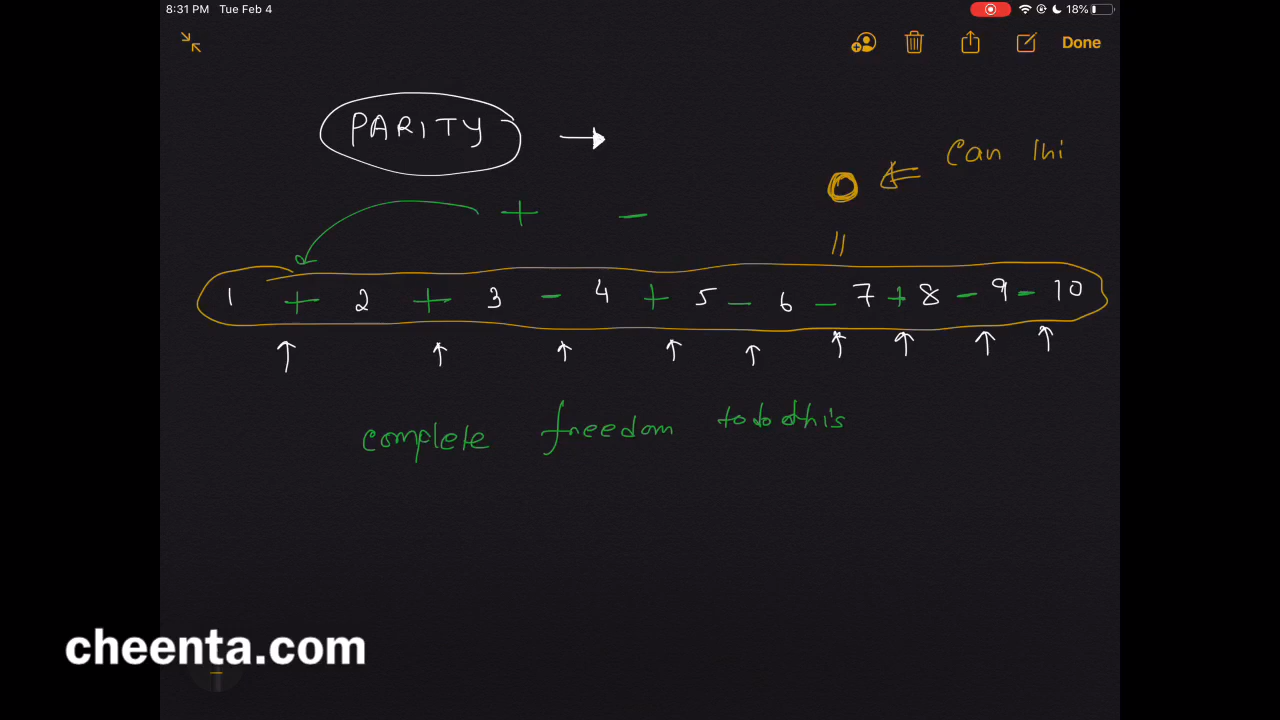 8:31 PM Tue Feb 4
18%
Done
PARITY →
Can thi
0 ←
+ −
=
1 + 2 + 3 - 4 + 5 - 6 - 7 + 8 - 9 - 10
complete freedom to do this
cheenta.com